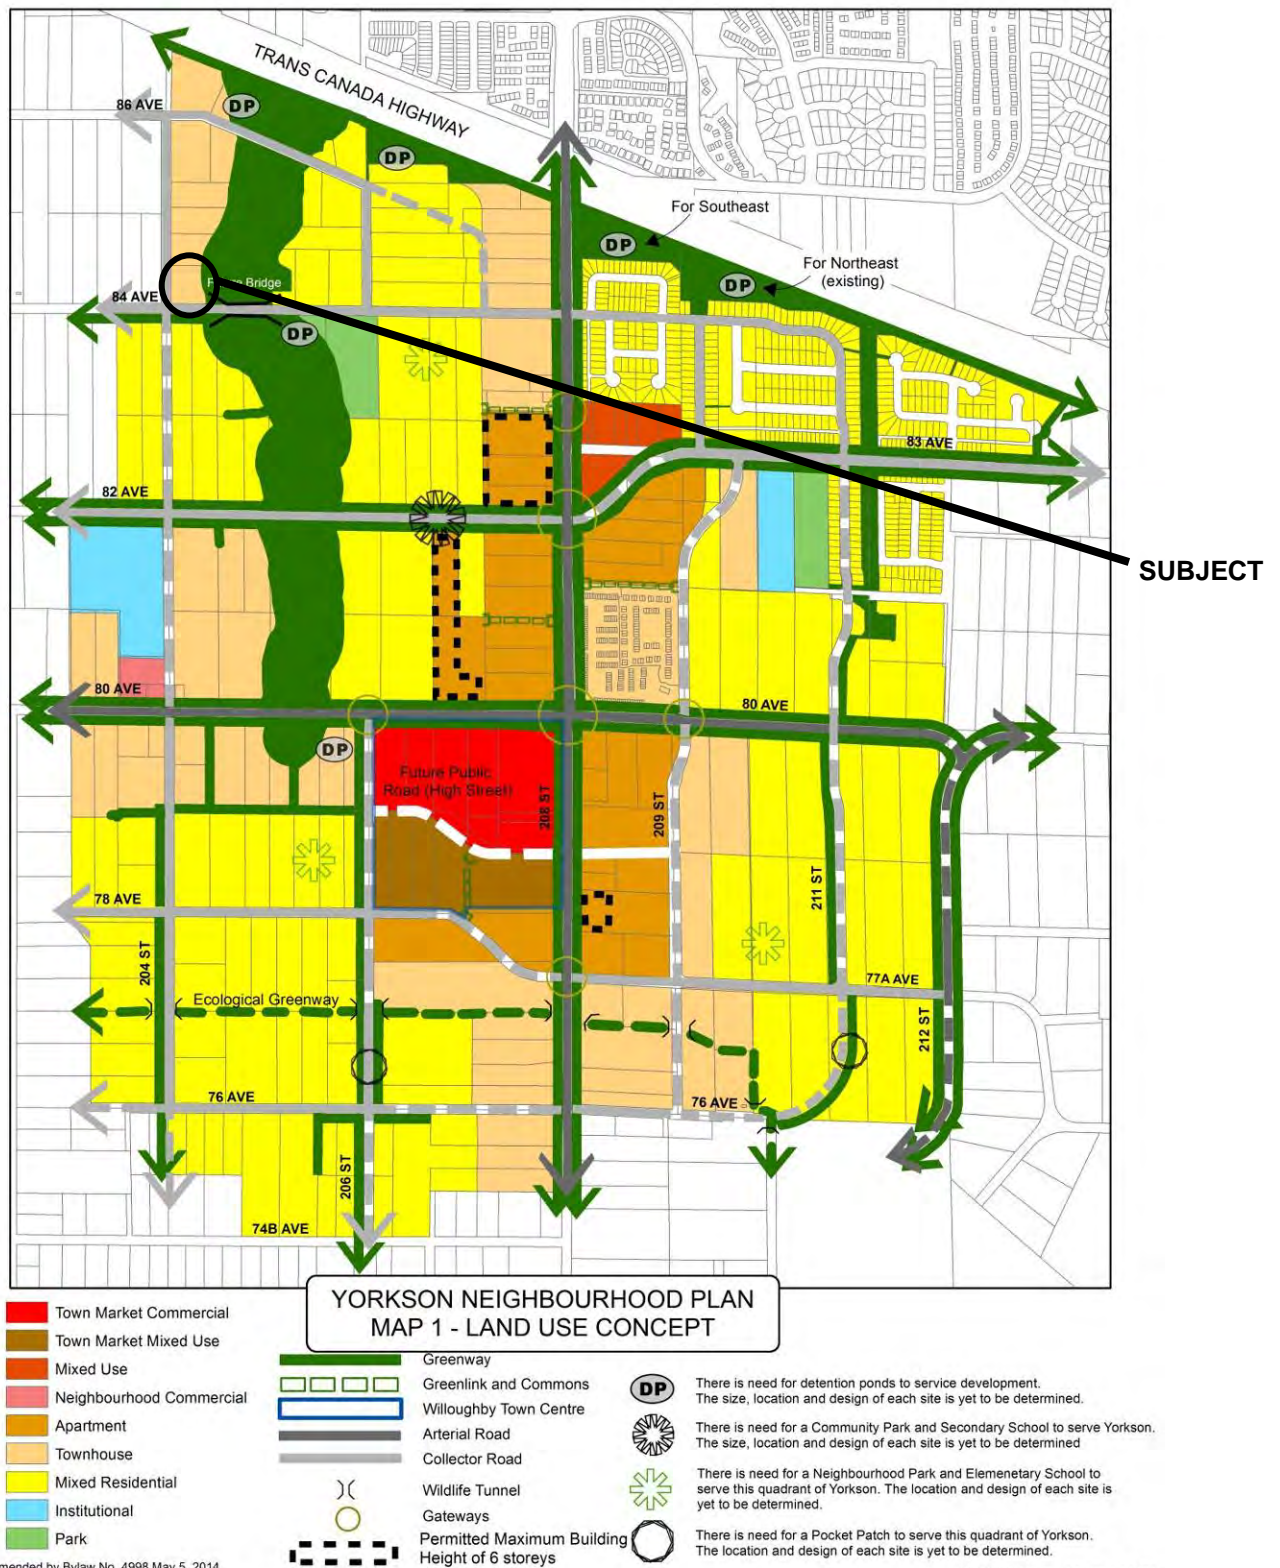 TRANS CANADA HIGHWAY
86 AVE
DP
DP
For Southeast
DP
For Northeast
(existing)
DP
Bridge
84 AVE
DP
83 AVE
82 AVE
SUBJECT
80 AVE
80 AVE
DP
Future Public
Road (High Street)
208 ST
209 ST
211 ST
78 AVE
204 ST
77A AVE
Ecological Greenway
212 ST
76 AVE
76 AVE
206 ST
74B AVE
YORKSON NEIGHBOURHOOD PLAN
MAP 1 - LAND USE CONCEPT
Town Market Commercial
Town Market Mixed Use
Mixed Use
Neighbourhood Commercial
Apartment
Townhouse
Mixed Residential
Institutional
Park
Greenway
Greenlink and Commons
Willoughby Town Centre
Arterial Road
Collector Road
Wildlife Tunnel
Gateways
Permitted Maximum Building
Height of 6 storeys
DP
There is need for detention ponds to service development.
The size, location and design of each site is yet to be determined.
There is need for a Community Park and Secondary School to serve Yorkson.
The size, location and design of each site is yet to be determined
There is need for a Neighbourhood Park and Elemenetary School to
serve this quadrant of Yorkson. The location and design of each site is
yet to be determined.
There is need for a Pocket Patch to serve this quadrant of Yorkson.
The location and design of each site is yet to be determined.
by Bylaw No. 4998 May 5, 2014